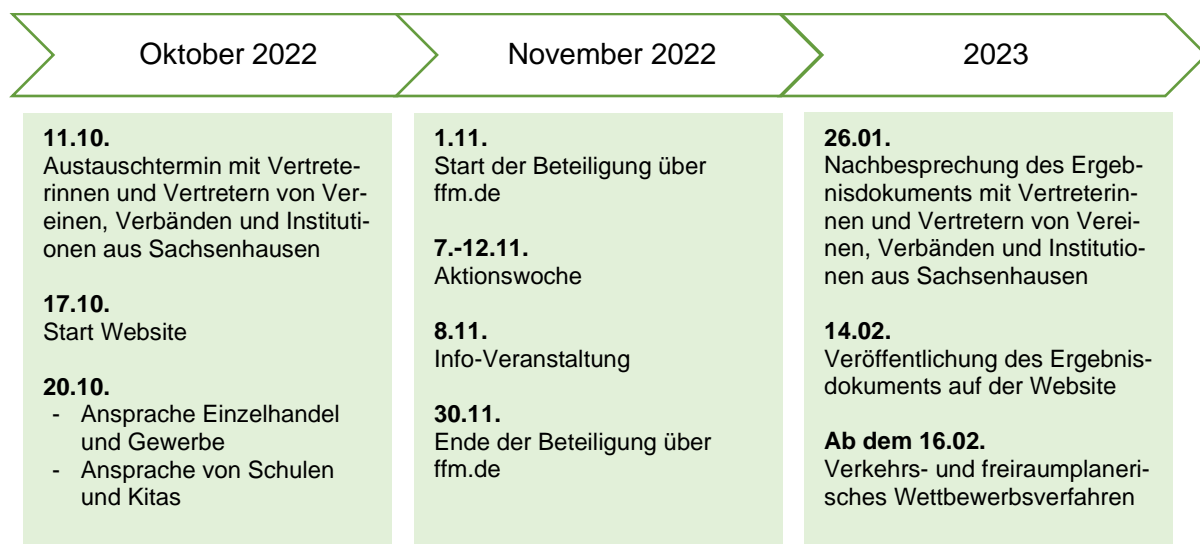 Oktober 2022
November 2022
2023
11.10.
Austauschtermin mit Vertrete-
rinnen und Vertretern von Ver-
einen, Verbänden und Instituti-
onen aus Sachsenhausen
17.10.
Start Website
20.10.
- Ansprache Einzelhandel
und Gewerbe
- Ansprache von Schulen
und Kitas
1.11.
Start der Beteiligung über
ffm.de
7.-12.11.
Aktionswoche
8.11.
Info-Veranstaltung
30.11.
Ende der Beteiligung über
ffm.de
26.01.
Nachbesprechung des Ergeb-
nisdokuments mit Vertreterin-
nen und Vertretern von Verei-
nen, Verbänden und Institutio-
nen aus Sachsenhausen
14.02.
Veröffentlichung des Ergebnis-
dokuments auf der Website
Ab dem 16.02.
Verkehrs- und freiraumplaneri-
sches Wettbewerbsverfahren